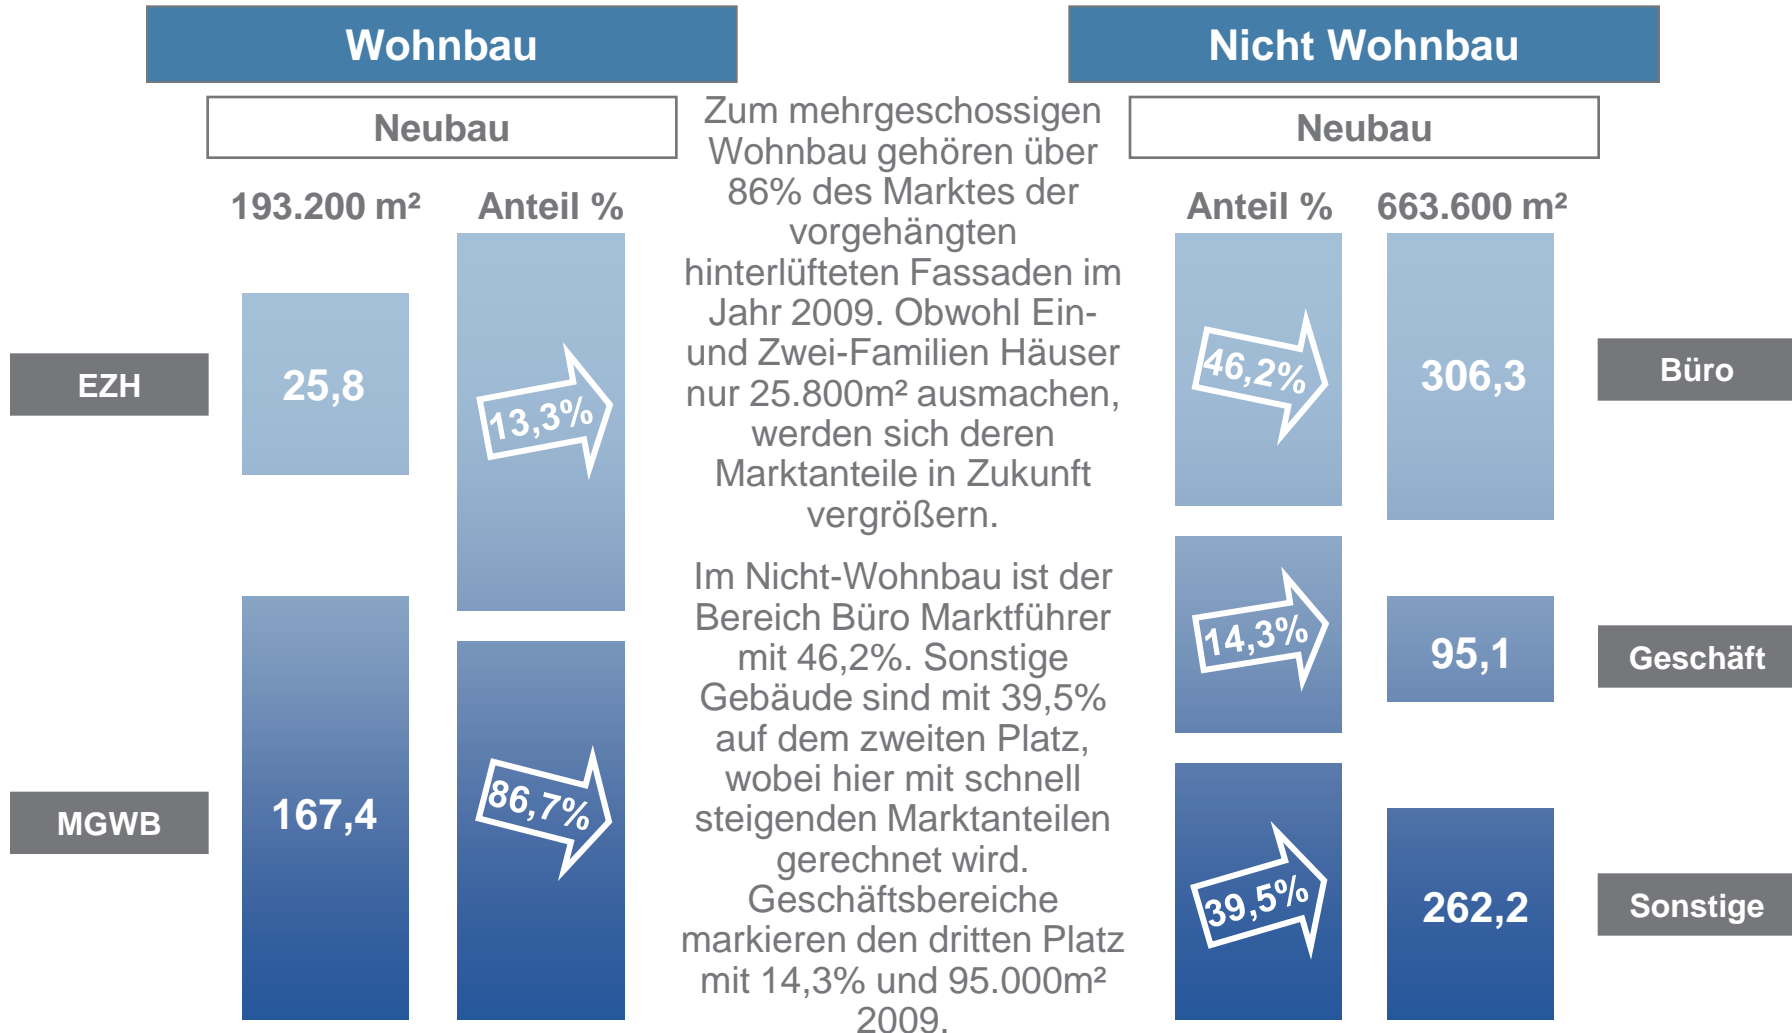 Wohnbau
Neubau
193.200 m² Anteil %
EZH
25,8
13,3%
MGWB
167,4
86,7%
Zum mehrgeschossigen
Wohnbau gehören über
86% des Marktes der
vorgehängten
hinterlüfteten Fassaden im
Jahr 2009. Obwohl Ein-
und Zwei-Familien Häuser
nur 25.800m² ausmachen,
werden sich deren
Marktanteile in Zukunft
vergrößern.
Im Nicht-Wohnbau ist der
Bereich Büro Marktführer
mit 46,2%. Sonstige
Gebäude sind mit 39,5%
auf dem zweiten Platz,
wobei hier mit schnell
steigenden Marktanteilen
gerechnet wird.
Geschäftsbereiche
markieren den dritten Platz
mit 14,3% und 95.000m²
2009.
Nicht Wohnbau
Neubau
Anteil % 663.600 m²
46,2%
306,3
Büro
14,3%
95,1
Geschäft
39,5%
262,2
Sonstige